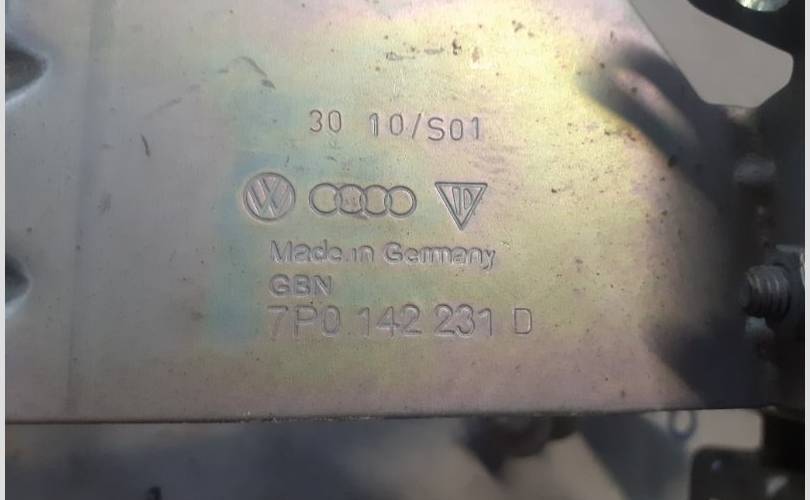 30 10/S01
Made in Germany
GBN
7P0 142 231 D